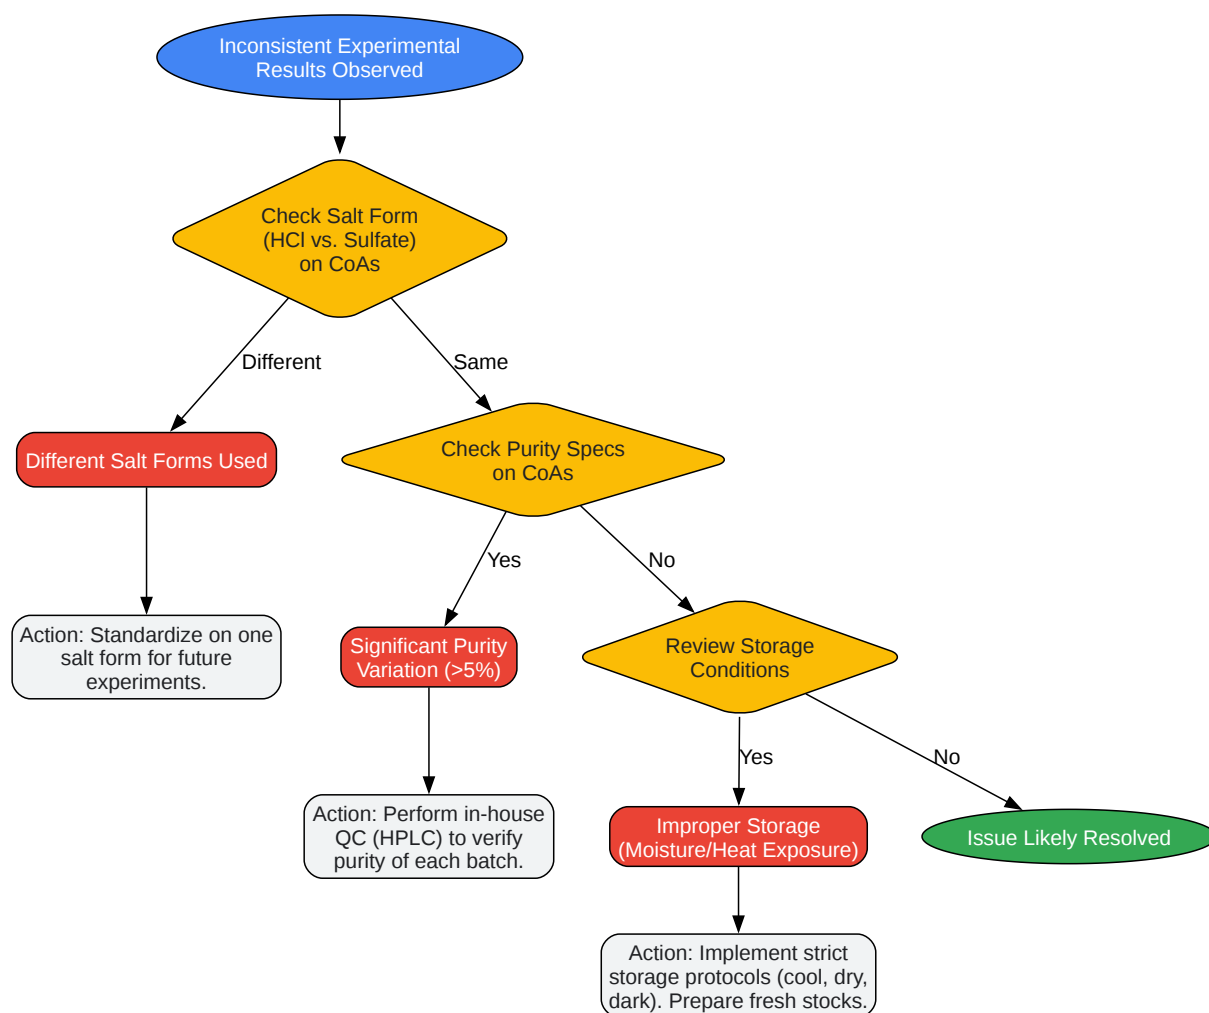 Inconsistent Experimental
Results Observed
Check Salt Form
(HCl vs. Sulfate)
on CoAs
Different
Same
Different Salt Forms Used
Check Purity Specs
on CoAs
Yes
No
Action: Standardize on one
salt form for future
experiments.
Significant Purity
Variation (>5%)
Review Storage
Conditions
Yes
No
Action: Perform in-house
QC (HPLC) to verify
purity of each batch.
Improper Storage
(Moisture/Heat Exposure)
Issue Likely Resolved
Action: Implement strict
storage protocols (cool, dry,
dark). Prepare fresh stocks.